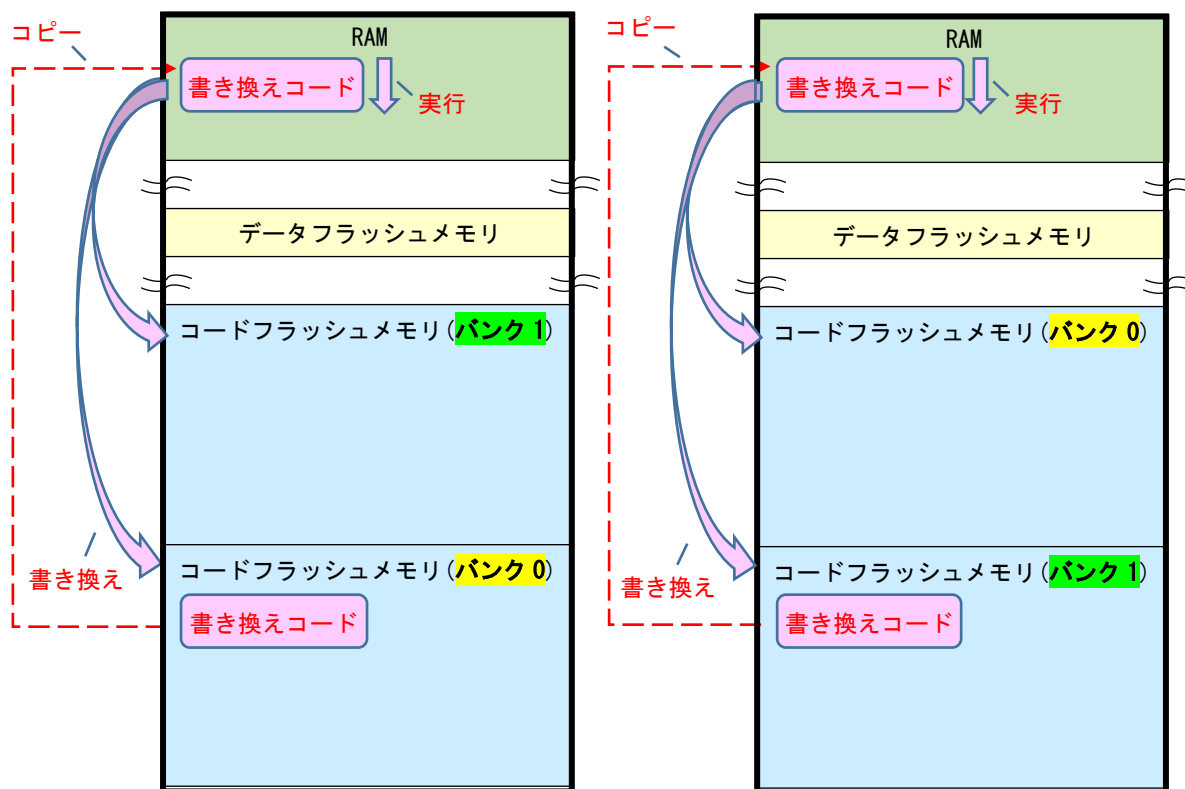 コピー
RAM
書き換えコード
実行
データフラッシュメモリ
コードフラッシュメモリ(バンク 1)
コードフラッシュメモリ(バンク 0)
書き換え
書き換えコード
コピー
RAM
書き換えコード
実行
データフラッシュメモリ
コードフラッシュメモリ(バンク 0)
コードフラッシュメモリ(バンク 1)
書き換え
書き換えコード